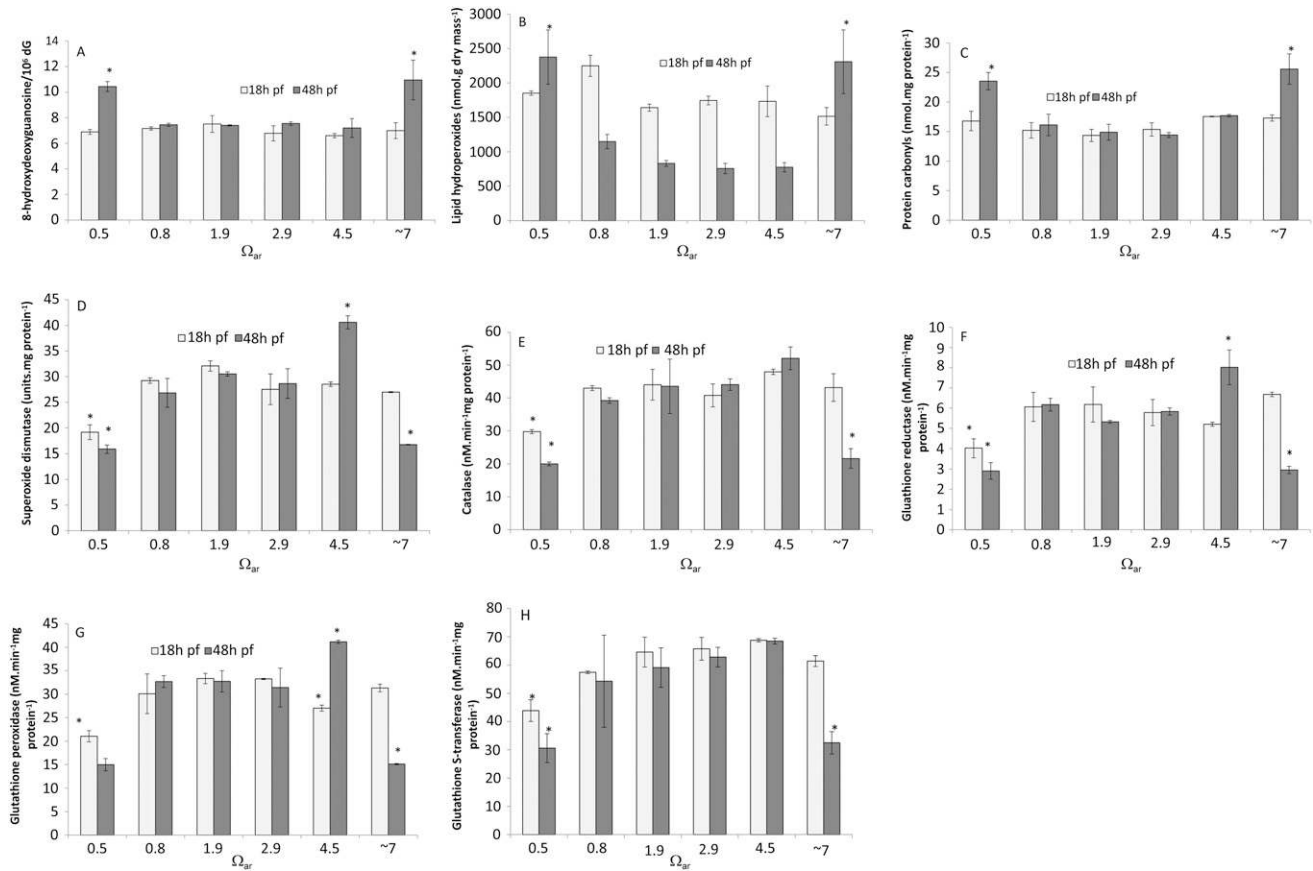 A
8-hydroxydeoxyguanosine/10⁶ dG
14
12
10
8
6
4
2
0
18h pf 48h pf
* *
0.5 0.8 1.9 2.9 4.5 ~7
Ωar
B
Lipid hydroperoxides (nmol.g dry mass⁻¹)
3000
2500
2000
1500
1000
500
0
18h pf 48h pf
* *
0.5 0.8 1.9 2.9 4.5 ~7
Ωar
C
Protein carbonyls (nmol.mg protein⁻¹)
30
25
20
15
10
5
0
18h pf 48h pf
* *
0.5 0.8 1.9 2.9 4.5 ~7
Ωar
D
Superoxide dismutase (units.mg protein⁻¹)
45
40
35
30
25
20
15
10
5
0
18h pf 48h pf
* * * *
0.5 0.8 1.9 2.9 4.5 ~7
Ωar
E
Catalase (nM.min⁻¹mg protein⁻¹)
60
50
40
30
20
10
0
18h pf 48h pf
* * *
0.5 0.8 1.9 2.9 4.5 ~7
Ωar
F
Gluathione reductase (nM.min⁻¹mg
protein⁻¹)
10
9
8
7
6
5
4
3
2
1
0
18h pf 48h pf
* * * *
0.5 0.8 1.9 2.9 4.5 ~7
Ωar
G
Glutathione peroxidase (nM.min⁻¹mg
protein⁻¹)
45
40
35
30
25
20
15
10
5
0
18h pf 48h pf
* * * *
0.5 0.8 1.9 2.9 4.5 ~7
Ωar
H
Glutathione S-transferase (nM.min⁻¹mg
protein⁻¹)
80
70
60
50
40
30
20
10
0
* * *
0.5 0.8 1.9 2.9 4.5 ~7
Ωar